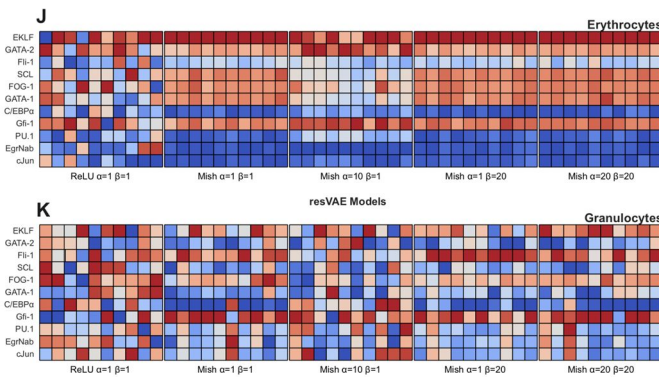 J
Erythrocytes
EKLF
GATA-2
Fli-1
SCL
FOG-1
GATA-1
C/EBPα
Gfi-1
PU.1
EgrNab
cJun
ReLU α=1 β=1 Mish α=1 β=1 Mish α=10 β=1 Mish α=1 β=20 Mish α=20 β=20
K
resVAE Models
Granulocytes
EKLF
GATA-2
Fli-1
SCL
FOG-1
GATA-1
C/EBPα
Gfi-1
PU.1
EgrNab
cJun
ReLU α=1 β=1 Mish α=1 β=1 Mish α=10 β=1 Mish α=1 β=20 Mish α=20 β=20